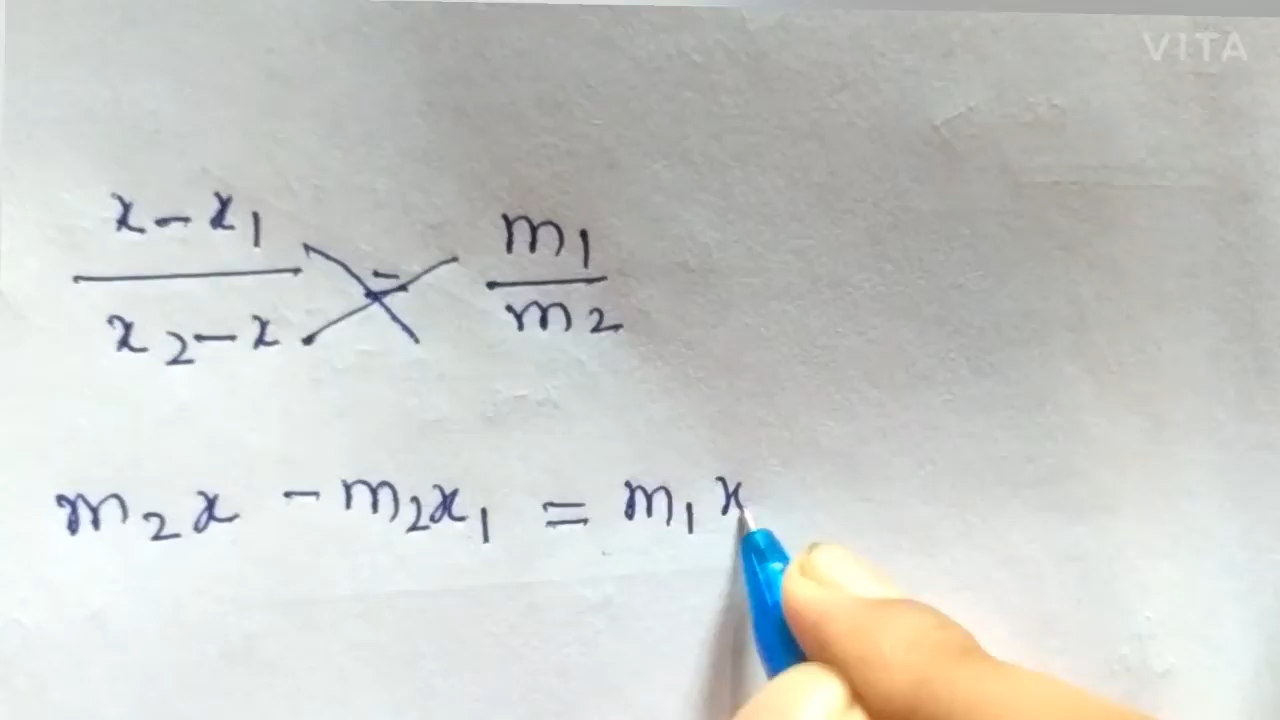 VITA
x - x1 / x2 - x = m1 / m2
m2x - m2x1 = m1x